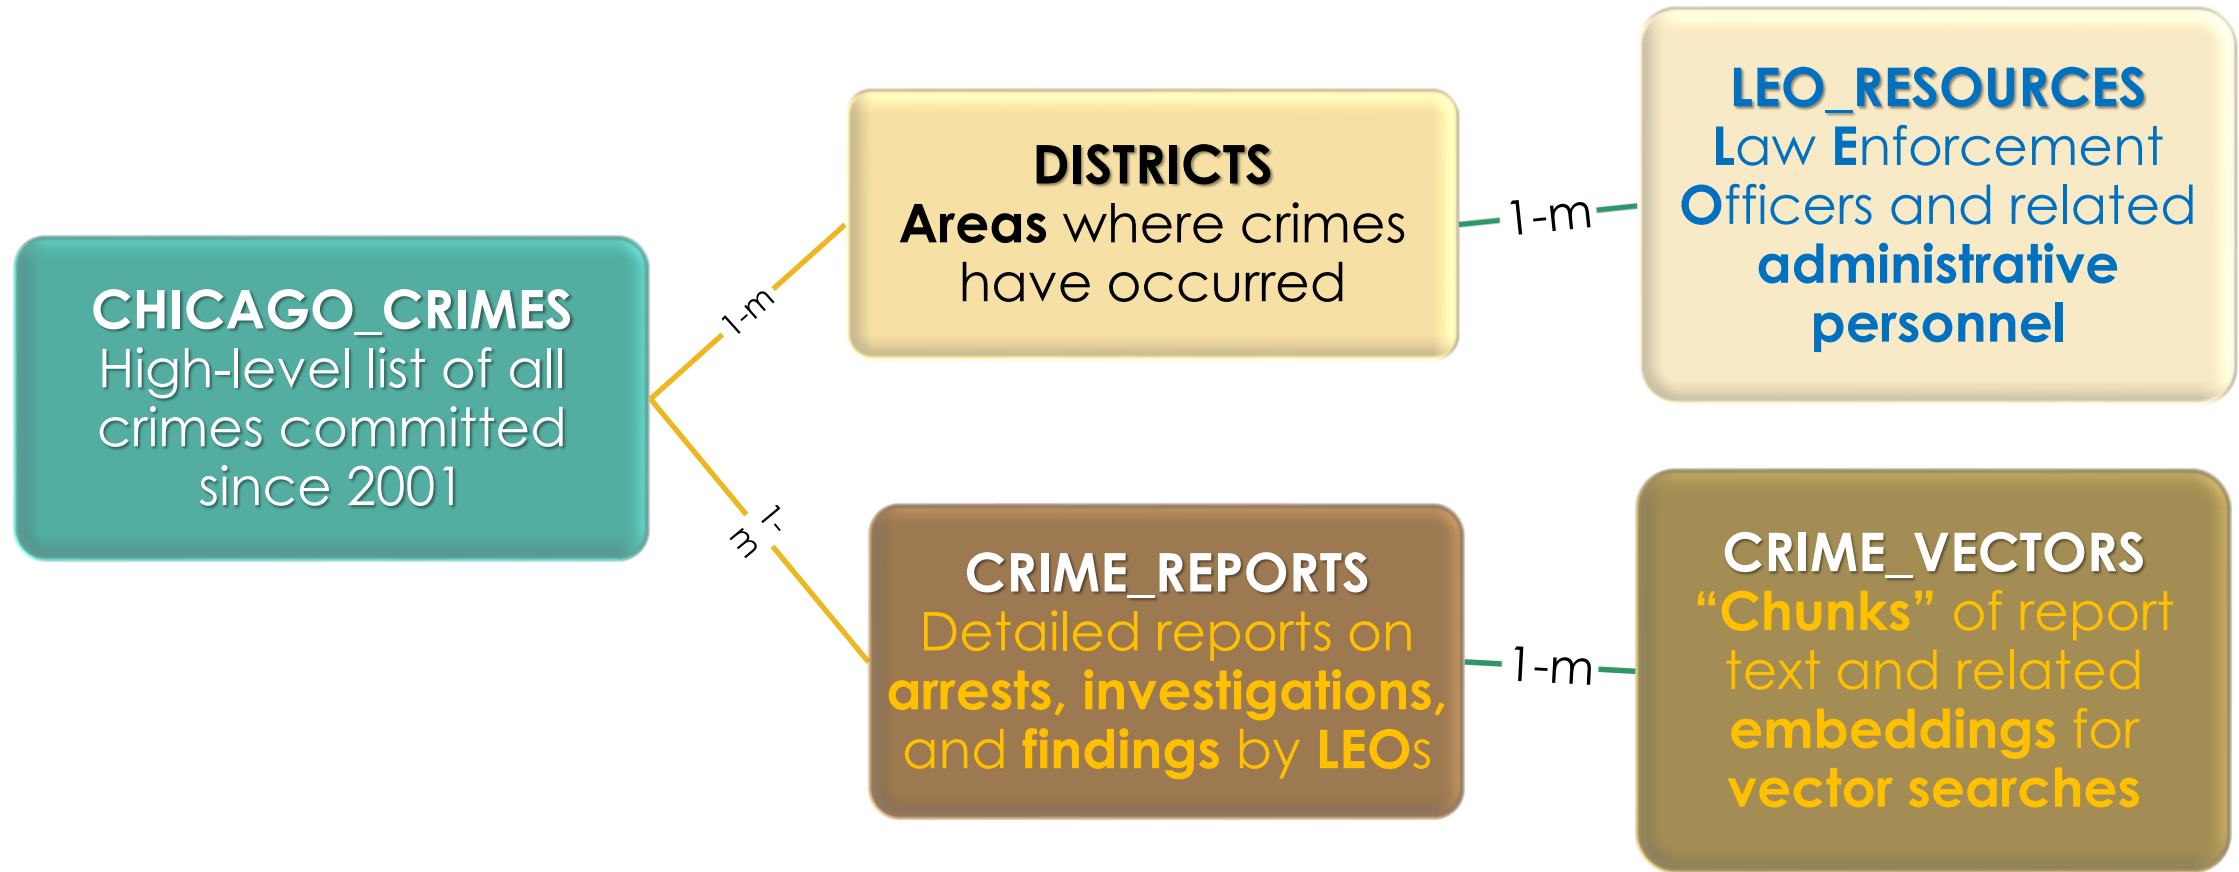 CHICAGO_CRIMES
High-level list of all
crimes committed
since 2001
1-m
1-
m
DISTRICTS
Areas where crimes
have occurred
1-m
LEO_RESOURCES
Law Enforcement
Officers and related
administrative
personnel
CRIME_REPORTS
Detailed reports on
arrests, investigations,
and findings by LEOs
1-m
CRIME_VECTORS
“Chunks” of report
text and related
embeddings for
vector searches